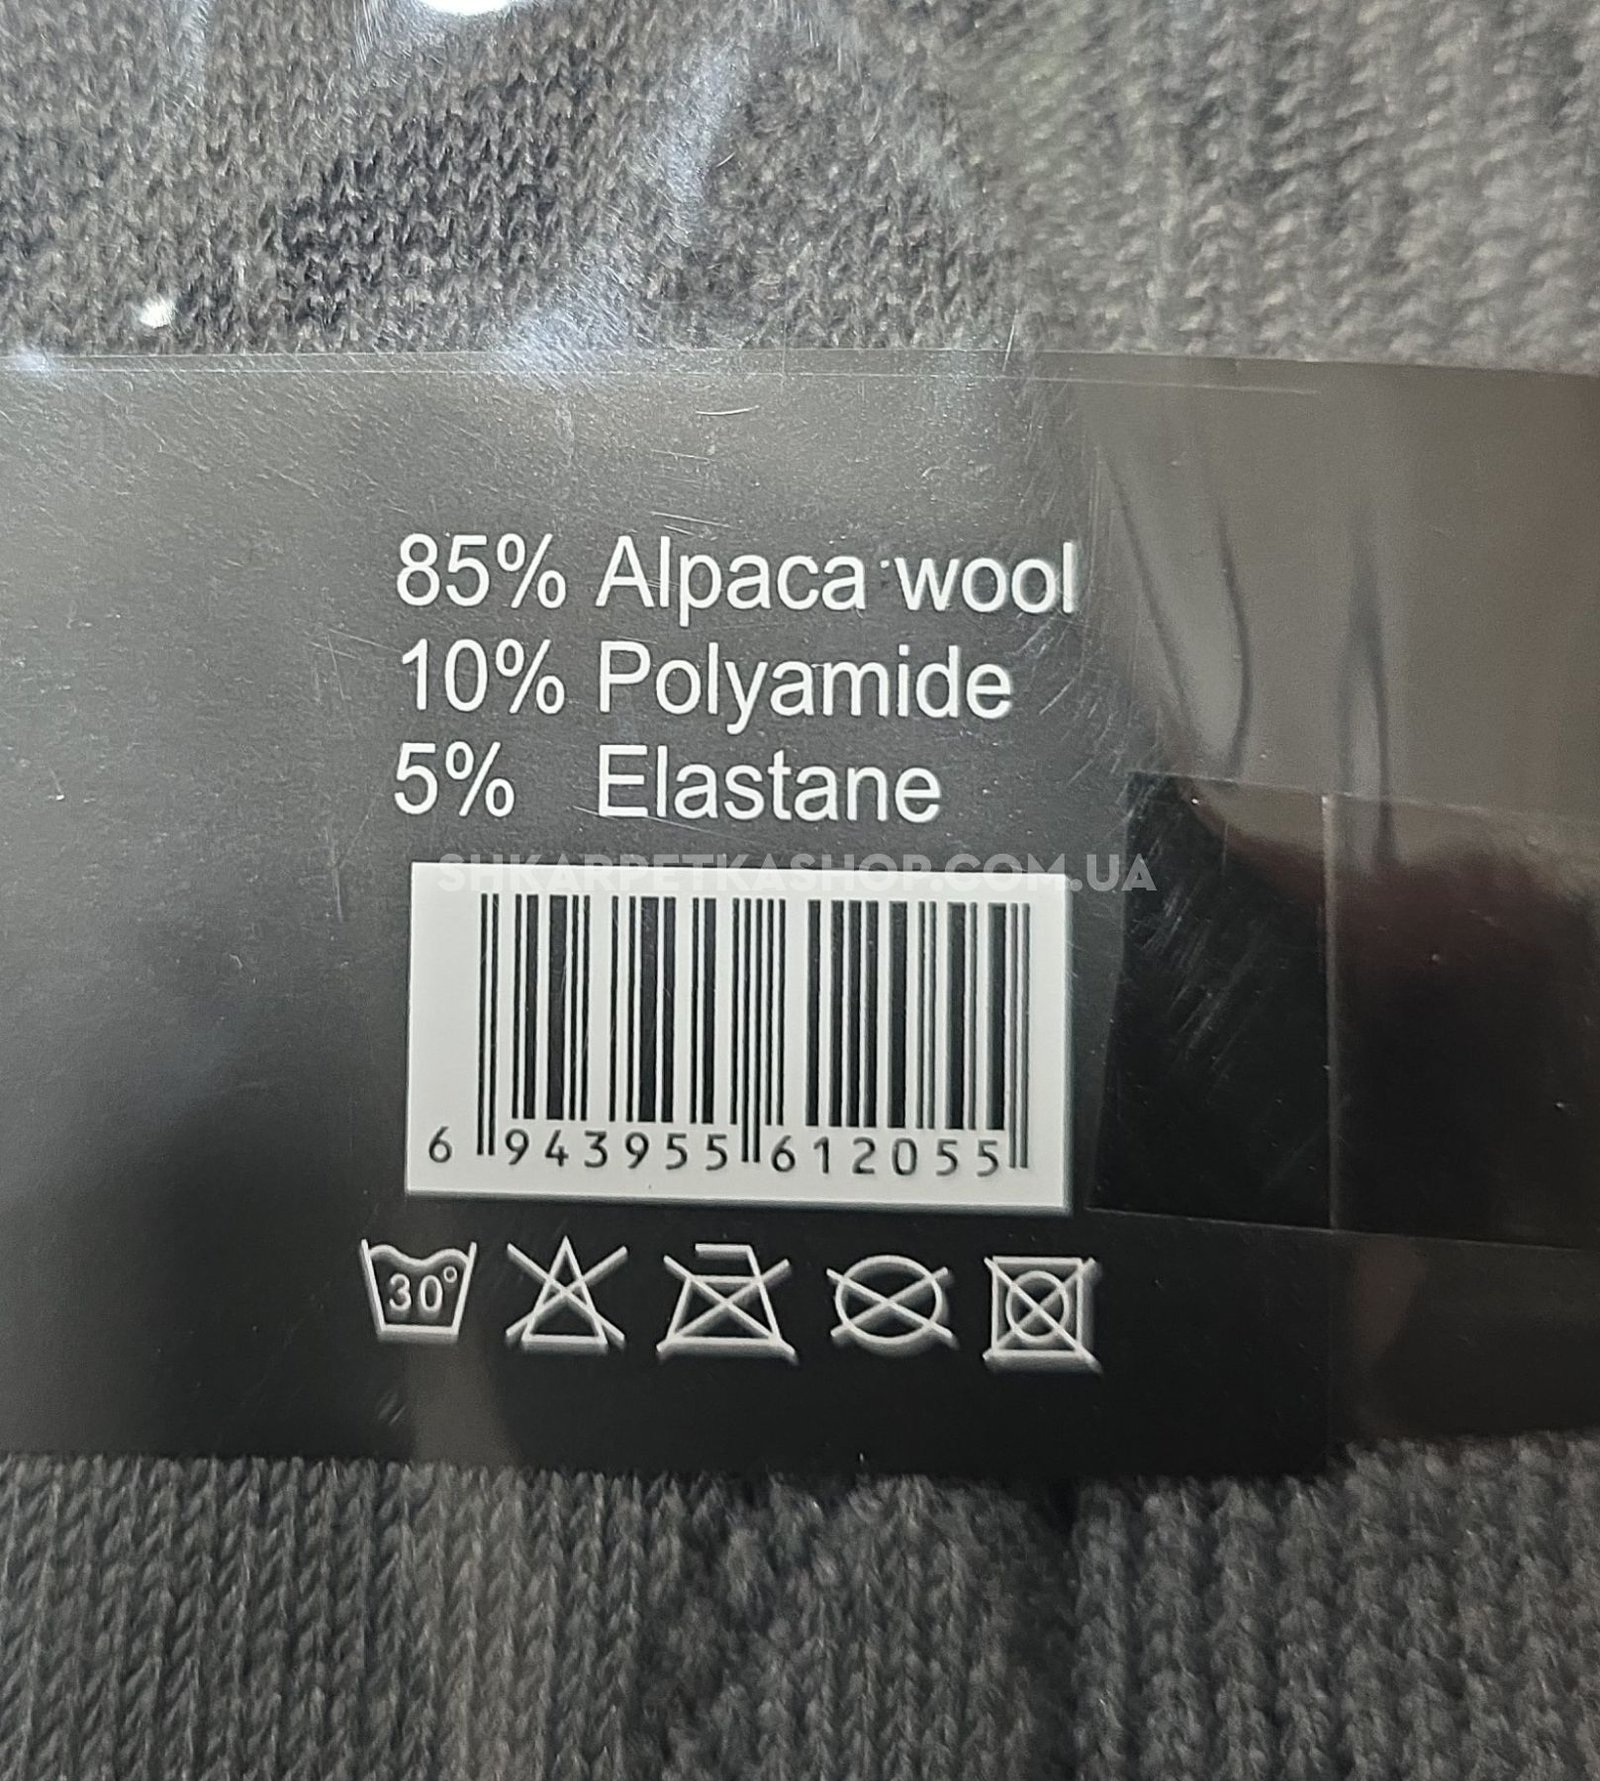 85% Alpaca wool
10% Polyamide
5% Elastane
SHKARPETKASHOP.COM.UA
6 943955 612055
30°